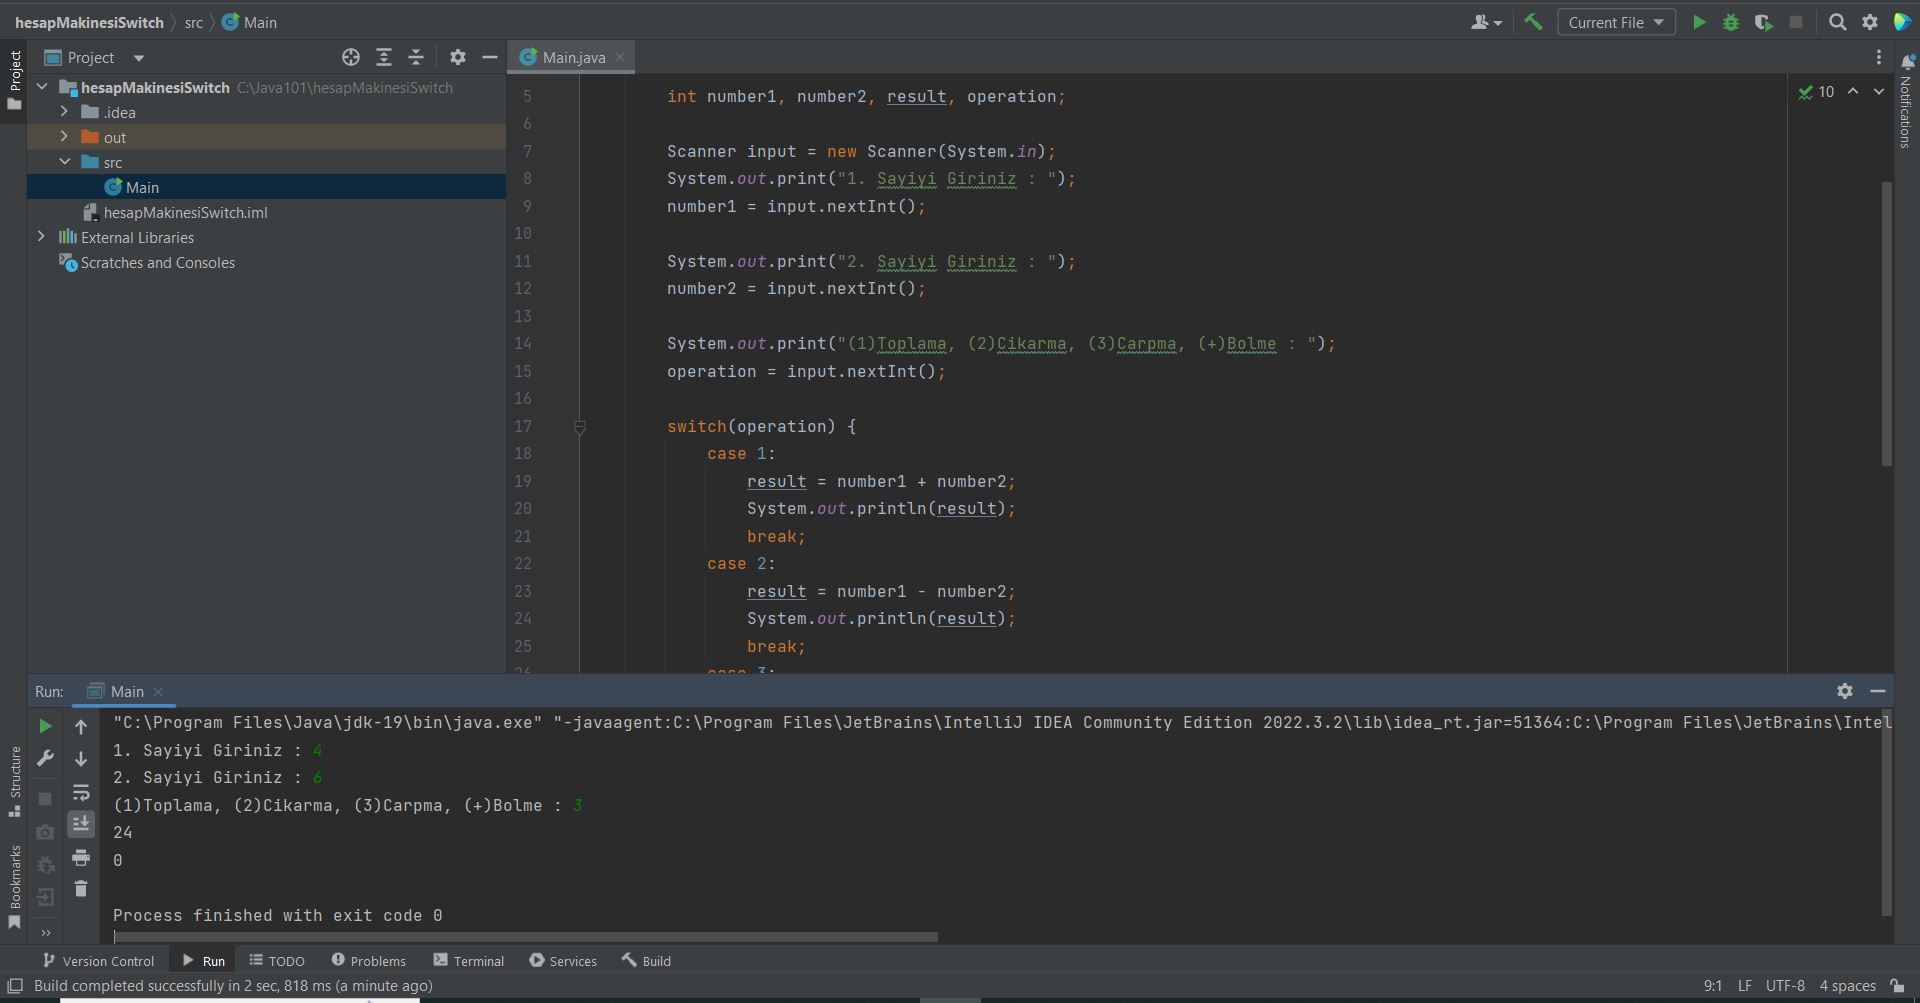 hesapMakinesiSwitch src Main
Current File
Project
Project
Main.java
hesapMakinesiSwitch C:\Java101\hesapMakinesiSwitch
.idea
out
src
Main
hesapMakinesiSwitch.iml
External Libraries
Scratches and Consoles
10
Notifications
5 int number1, number2, result, operation;
6
7 Scanner input = new Scanner(System.in);
8 System.out.print("1. Sayiyi Giriniz : ");
9 number1 = input.nextInt();
10
11 System.out.print("2. Sayiyi Giriniz : ");
12 number2 = input.nextInt();
13
14 System.out.print("(1)Toplama, (2)Cikarma, (3)Carpma, (+)Bolme : ");
15 operation = input.nextInt();
16
17 switch(operation) {
18 case 1:
19 result = number1 + number2;
20 System.out.println(result);
21 break;
22 case 2:
23 result = number1 - number2;
24 System.out.println(result);
25 break;
26 case 3:
Run: Main
"C:\Program Files\Java\jdk-19\bin\java.exe" "-javaagent:C:\Program Files\JetBrains\IntelliJ IDEA Community Edition 2022.3.2\lib\idea_rt.jar=51364:C:\Program Files\JetBrains\Intel
1. Sayiyi Giriniz : 4
2. Sayiyi Giriniz : 6
(1)Toplama, (2)Cikarma, (3)Carpma, (+)Bolme : 3
24
0
Process finished with exit code 0
Structure
Bookmarks
Version Control Run TODO Problems Terminal Services Build
Build completed successfully in 2 sec, 818 ms (a minute ago)
9:1 LF UTF-8 4 spaces